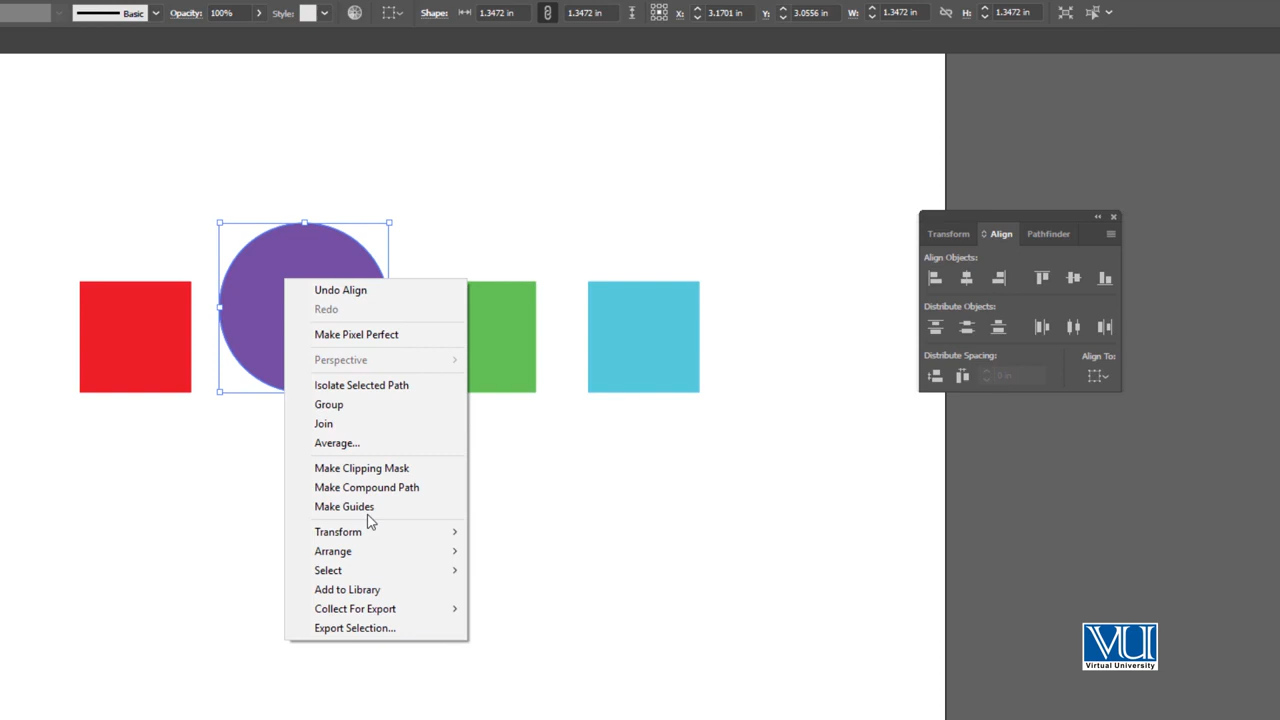 Basic Opacity: 100% Style: Shape: 1.3472 in 1.3472 in X: 3.1701 in Y: 3.0556 in W: 1.3472 in H: 1.3472 in
Transform Align Pathfinder
Align Objects:
Distribute Objects:
Distribute Spacing: Align To:
0 in
Undo Align
Redo
Make Pixel Perfect
Perspective
Isolate Selected Path
Group
Join
Average...
Make Clipping Mask
Make Compound Path
Make Guides
Transform
Arrange
Select
Add to Library
Collect For Export
Export Selection...
VU
Virtual University